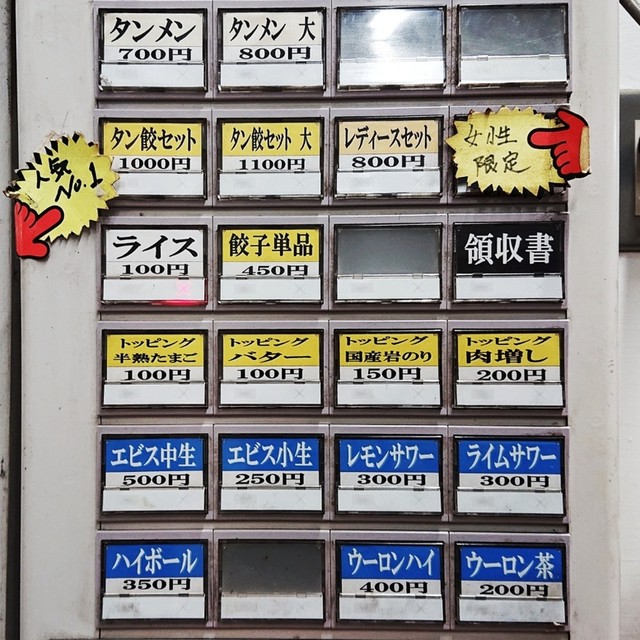 タンメン
700円
タンメン 大
800円
タン餃セット
1000円
タン餃セット 大
1100円
レディースセット
800円
女性
限定
人気
No.1
ライス
100円
餃子単品
450円
領収書
トッピング
半熟たまご
100円
トッピング
バター
100円
トッピング
国産岩のり
150円
トッピング
肉増し
200円
エビス中生
500円
エビス小生
250円
レモンサワー
300円
ライムサワー
300円
ハイボール
350円
ウーロンハイ
400円
ウーロン茶
200円